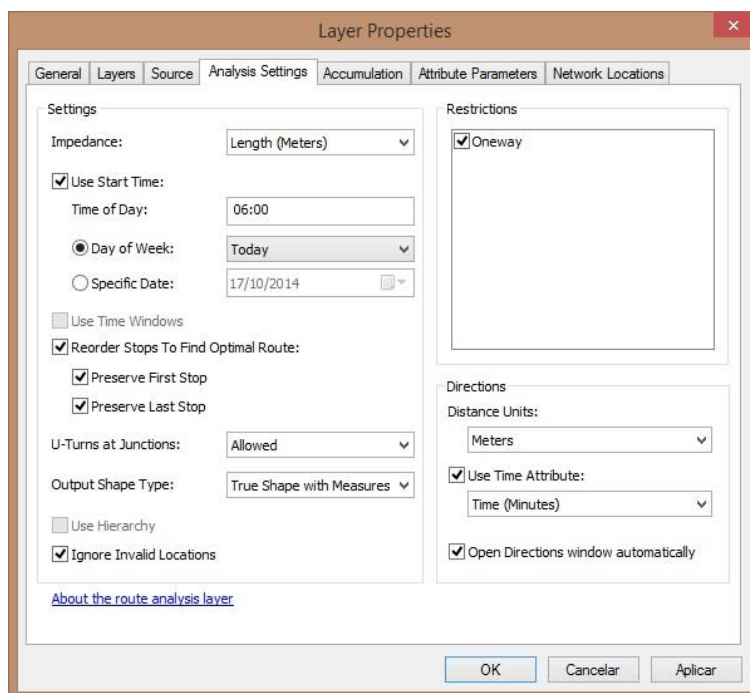 Layer Properties
General Layers Source Analysis Settings Accumulation Attribute Parameters Network Locations
Settings
Impedance: Length (Meters)
Use Start Time:
Time of Day: 06:00
Day of Week: Today
Specific Date: 17/10/2014
Use Time Windows
Reorder Stops To Find Optimal Route:
Preserve First Stop
Preserve Last Stop
U-Turns at Junctions: Allowed
Output Shape Type: True Shape with Measures
Use Hierarchy
Ignore Invalid Locations
About the route analysis layer
Restrictions
Oneway
Directions
Distance Units:
Meters
Use Time Attribute:
Time (Minutes)
Open Directions window automatically
OK Cancelar Aplicar